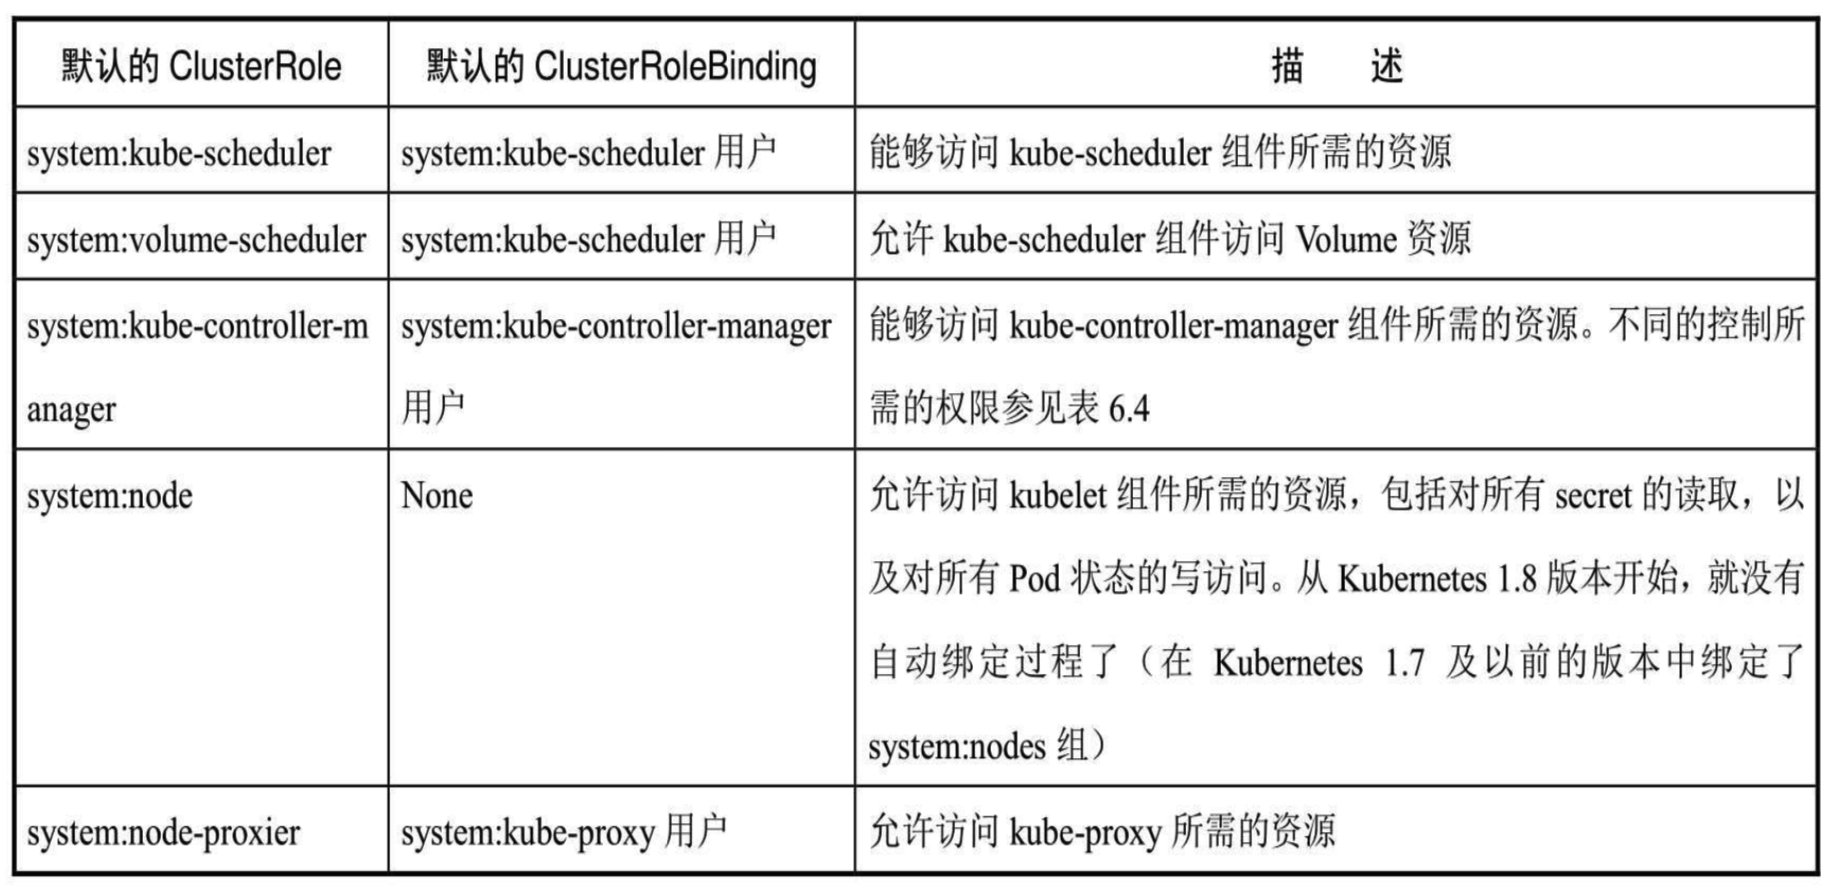 默认的 ClusterRole 默认的 ClusterRoleBinding 描 述
system:kube-scheduler system:kube-scheduler 用户 能够访问 kube-scheduler 组件所需的资源
system:volume-scheduler system:kube-scheduler 用户 允许 kube-scheduler 组件访问 Volume 资源
system:kube-controller-m system:kube-controller-manager 能够访问 kube-controller-manager 组件所需的资源。不同的控制所
anager 用户 需的权限参见表 6.4
system:node None 允许访问 kubelet 组件所需的资源，包括对所有 secret 的读取，以
及对所有 Pod 状态的写访问。从 Kubernetes 1.8 版本开始，就没有
自动绑定过程了（在 Kubernetes 1.7 及以前的版本中绑定了
system:nodes 组）
system:node-proxier system:kube-proxy 用户 允许访问 kube-proxy 所需的资源